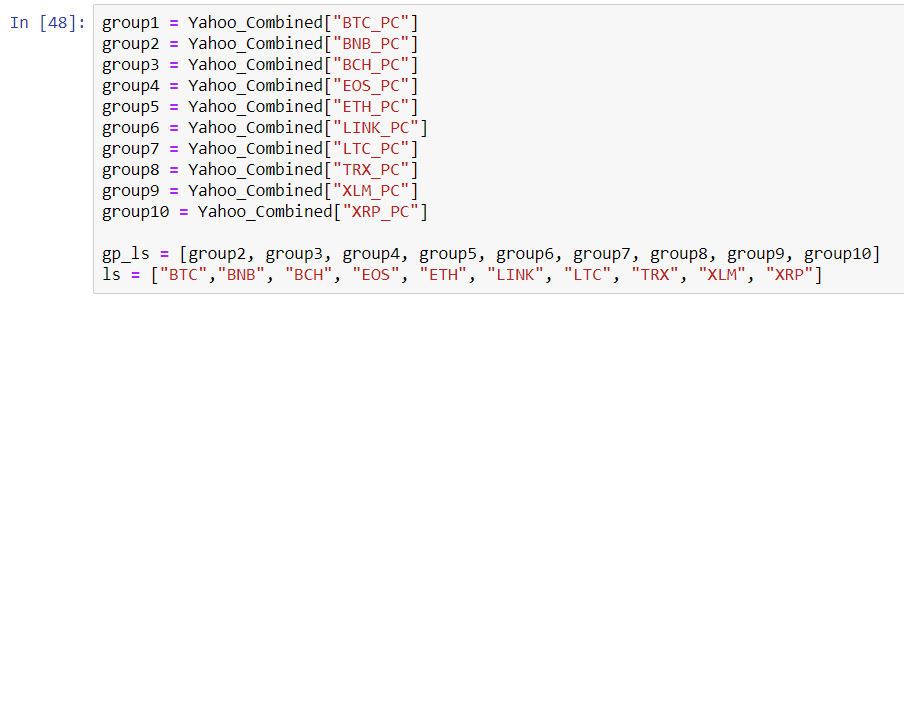 In [48]: group1 = Yahoo_Combined["BTC_PC"]
group2 = Yahoo_Combined["BNB_PC"]
group3 = Yahoo_Combined["BCH_PC"]
group4 = Yahoo_Combined["EOS_PC"]
group5 = Yahoo_Combined["ETH_PC"]
group6 = Yahoo_Combined["LINK_PC"]
group7 = Yahoo_Combined["LTC_PC"]
group8 = Yahoo_Combined["TRX_PC"]
group9 = Yahoo_Combined["XLM_PC"]
group10 = Yahoo_Combined["XRP_PC"]
gp_ls = [group2, group3, group4, group5, group6, group7, group8, group9, group10]
ls = ["BTC","BNB", "BCH", "EOS", "ETH", "LINK", "LTC", "TRX", "XLM", "XRP"]